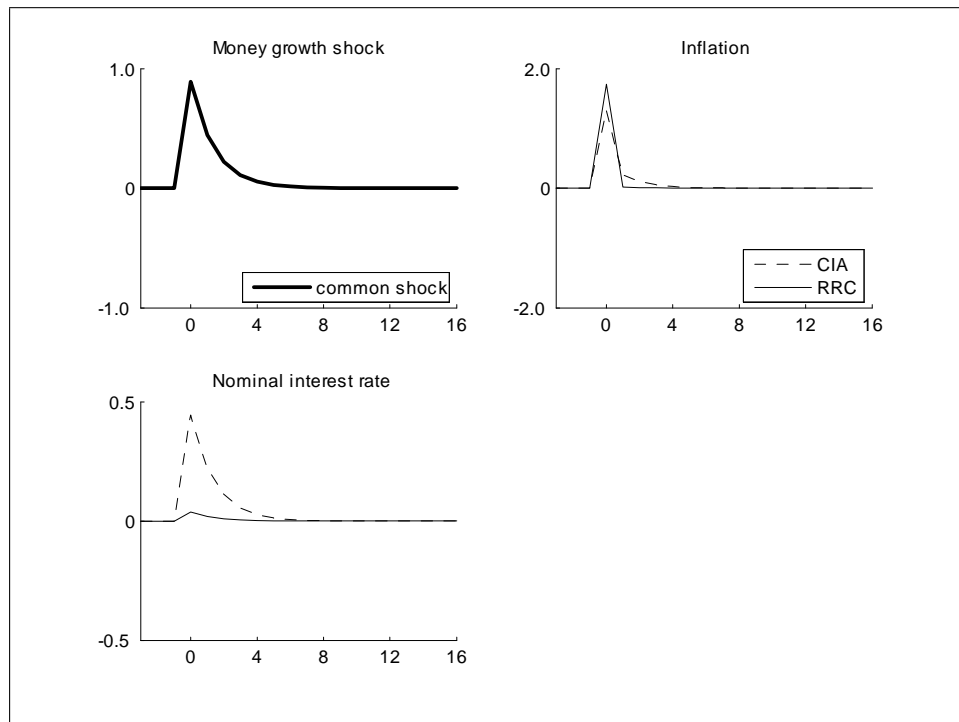 Money growth shock
1.0
0
-1.0
0 4 8 12 16
common shock
Inflation
2.0
0
-2.0
0 4 8 12 16
CIA
RRC
Nominal interest rate
0.5
0
-0.5
0 4 8 12 16